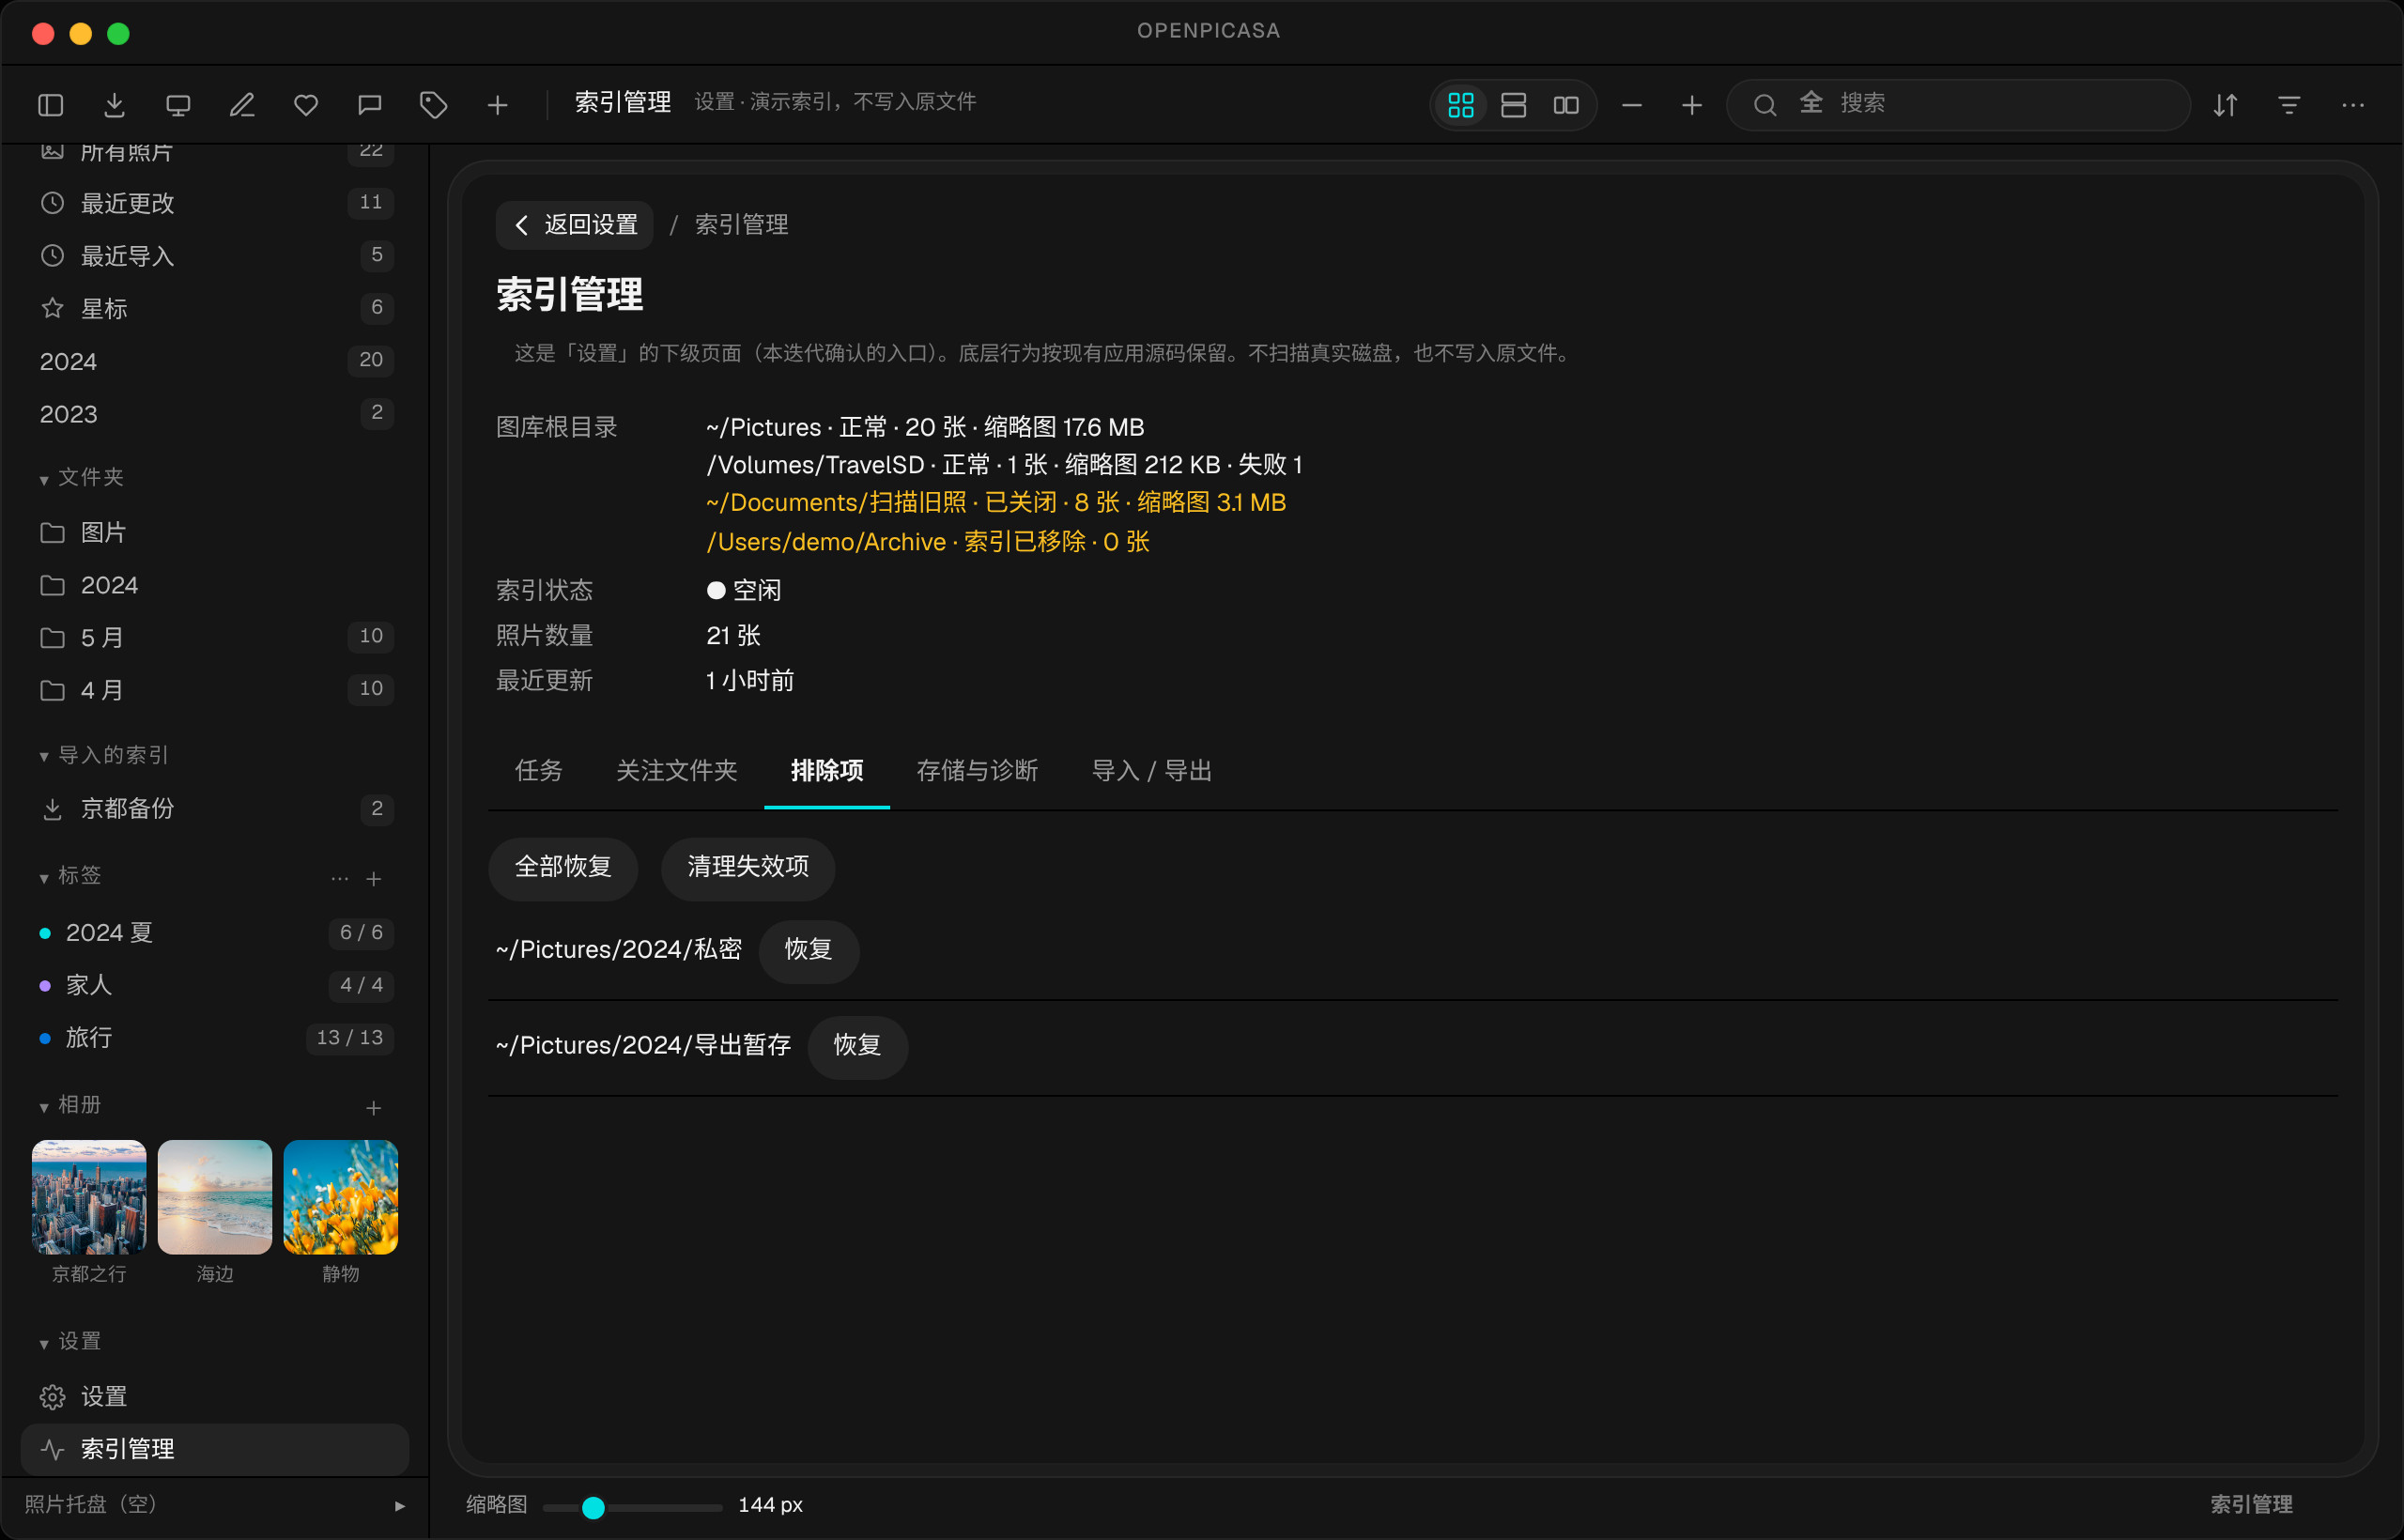 OPENPICASA
索引管理 设置 · 演示索引，不写入原文件
全 搜索
所有照片 22
最近更改 11
最近导入 5
星标 6
2024 20
2023 2
文件夹
图片
2024
5 月 10
4 月 10
导入的索引
京都备份 2
标签
2024 夏 6 / 6
家人 4 / 4
旅行 13 / 13
相册
京都之行 海边 静物
设置
设置
索引管理
照片托盘（空）
返回设置 / 索引管理
索引管理
这是「设置」的下级页面（本迭代确认的入口）。底层行为按现有应用源码保留。不扫描真实磁盘，也不写入原文件。
图库根目录 ~/Pictures · 正常 · 20 张 · 缩略图 17.6 MB
/Volumes/TravelSD · 正常 · 1 张 · 缩略图 212 KB · 失败 1
~/Documents/扫描旧照 · 已关闭 · 8 张 · 缩略图 3.1 MB
/Users/demo/Archive · 索引已移除 · 0 张
索引状态 空闲
照片数量 21 张
最近更新 1 小时前
任务 关注文件夹 排除项 存储与诊断 导入 / 导出
全部恢复 清理失效项
~/Pictures/2024/私密 恢复
~/Pictures/2024/导出暂存 恢复
缩略图 144 px
索引管理